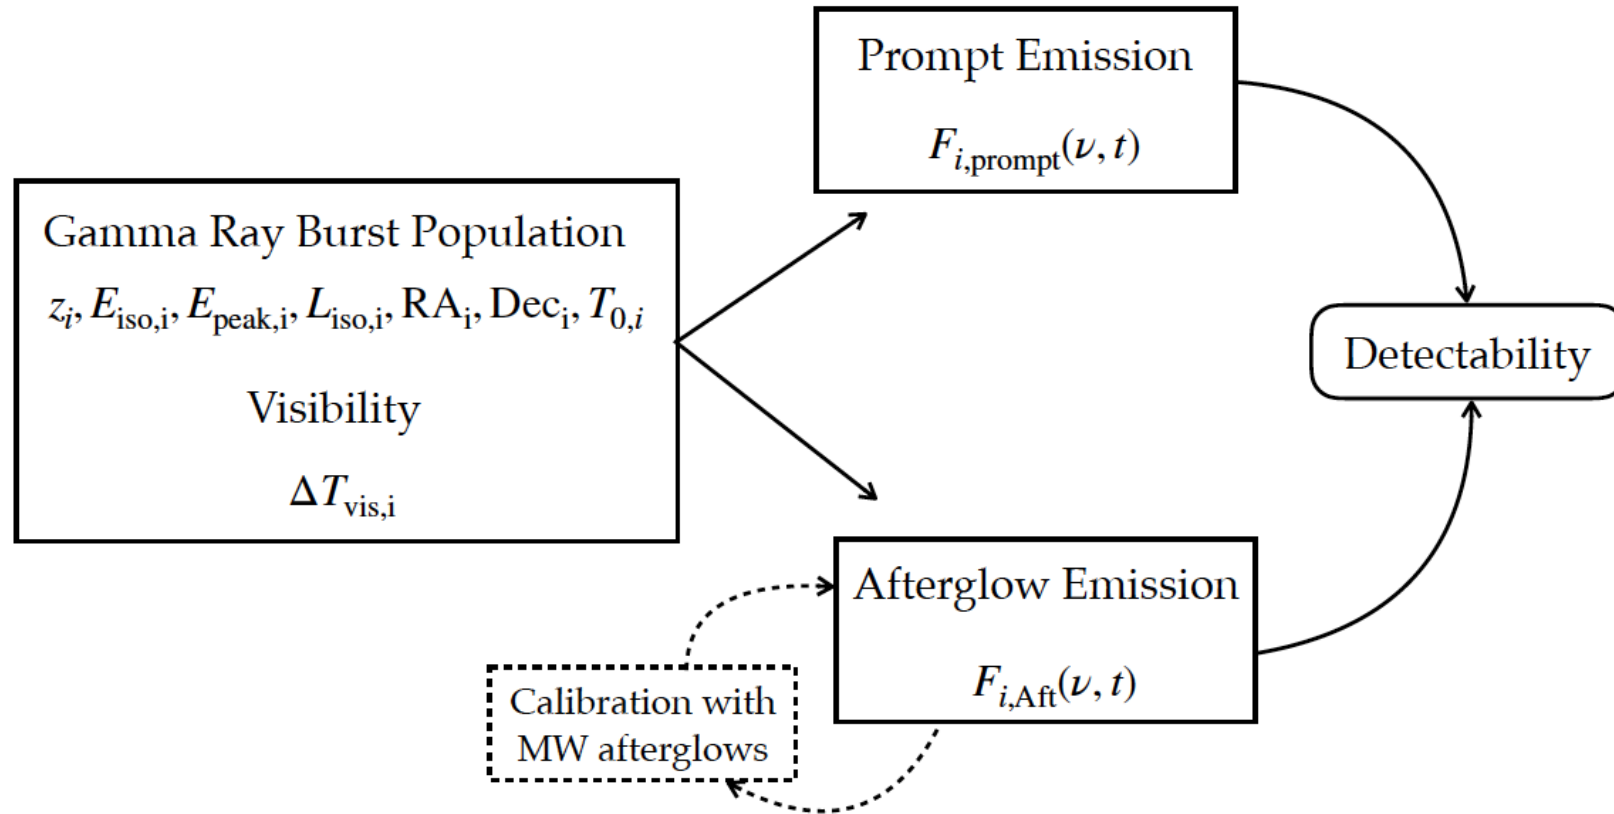 Prompt Emission
F_{i,prompt}(ν, t)
Gamma Ray Burst Population
z_i, E_{iso,i}, E_{peak,i}, L_{iso,i}, RA_i, Dec_i, T_{0,i}
Visibility
ΔT_{vis,i}
Detectability
Afterglow Emission
F_{i,Aft}(ν, t)
Calibration with
MW afterglows